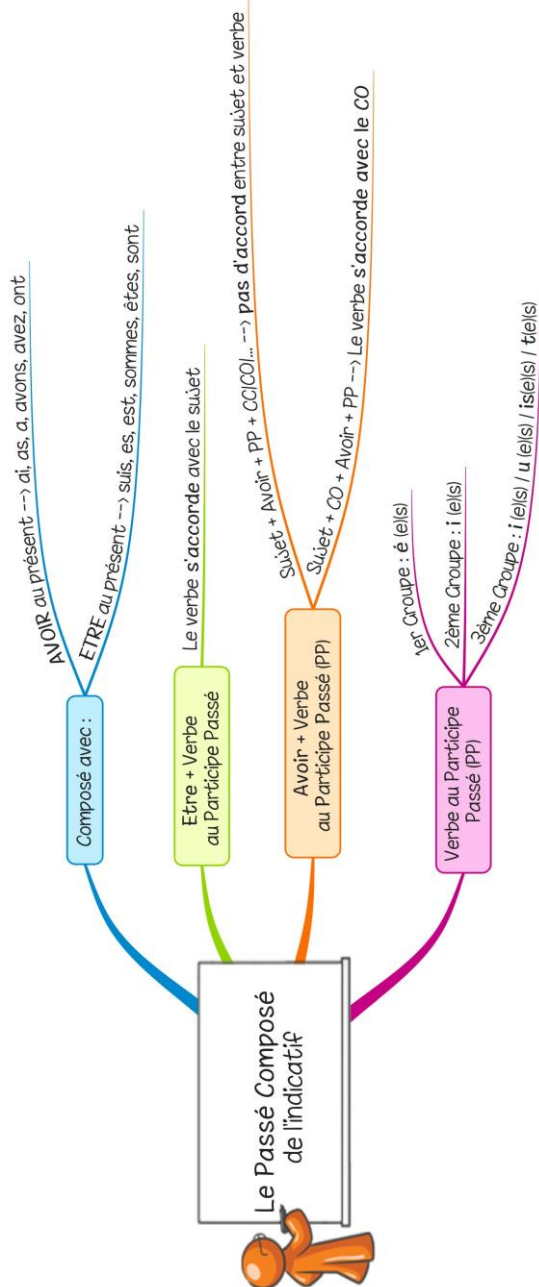 Le Passé Composé
de l'indicatif
Composé avec :
AVOIR au présent --> ai, as, a, avons, avez, ont
ETRE au présent --> suis, es, est, sommes, êtes, sont
Etre + Verbe
au Participe Passé
Le verbe s'accorde avec le sujet
Avoir + Verbe
au Participe Passé (PP)
Sujet + Avoir + PP + CC/CO/... --> pas d'accord entre sujet et verbe
Sujet + CO + Avoir + PP --> Le verbe s'accorde avec le CO
Verbe au Participe
Passé (PP)
1er Groupe : é (e)(s)
2ème Groupe : i (e)(s)
3ème Groupe : i (e)(s) / u (e)(s) / is(e)(s) / t(e)(s)